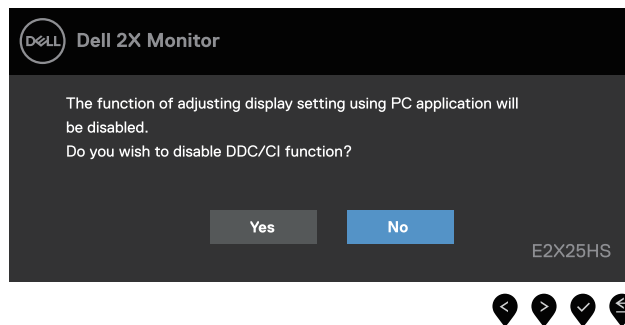 DELL Dell 2X Monitor
The function of adjusting display setting using PC application will
be disabled.
Do you wish to disable DDC/CI function?
Yes No
E2X25HS